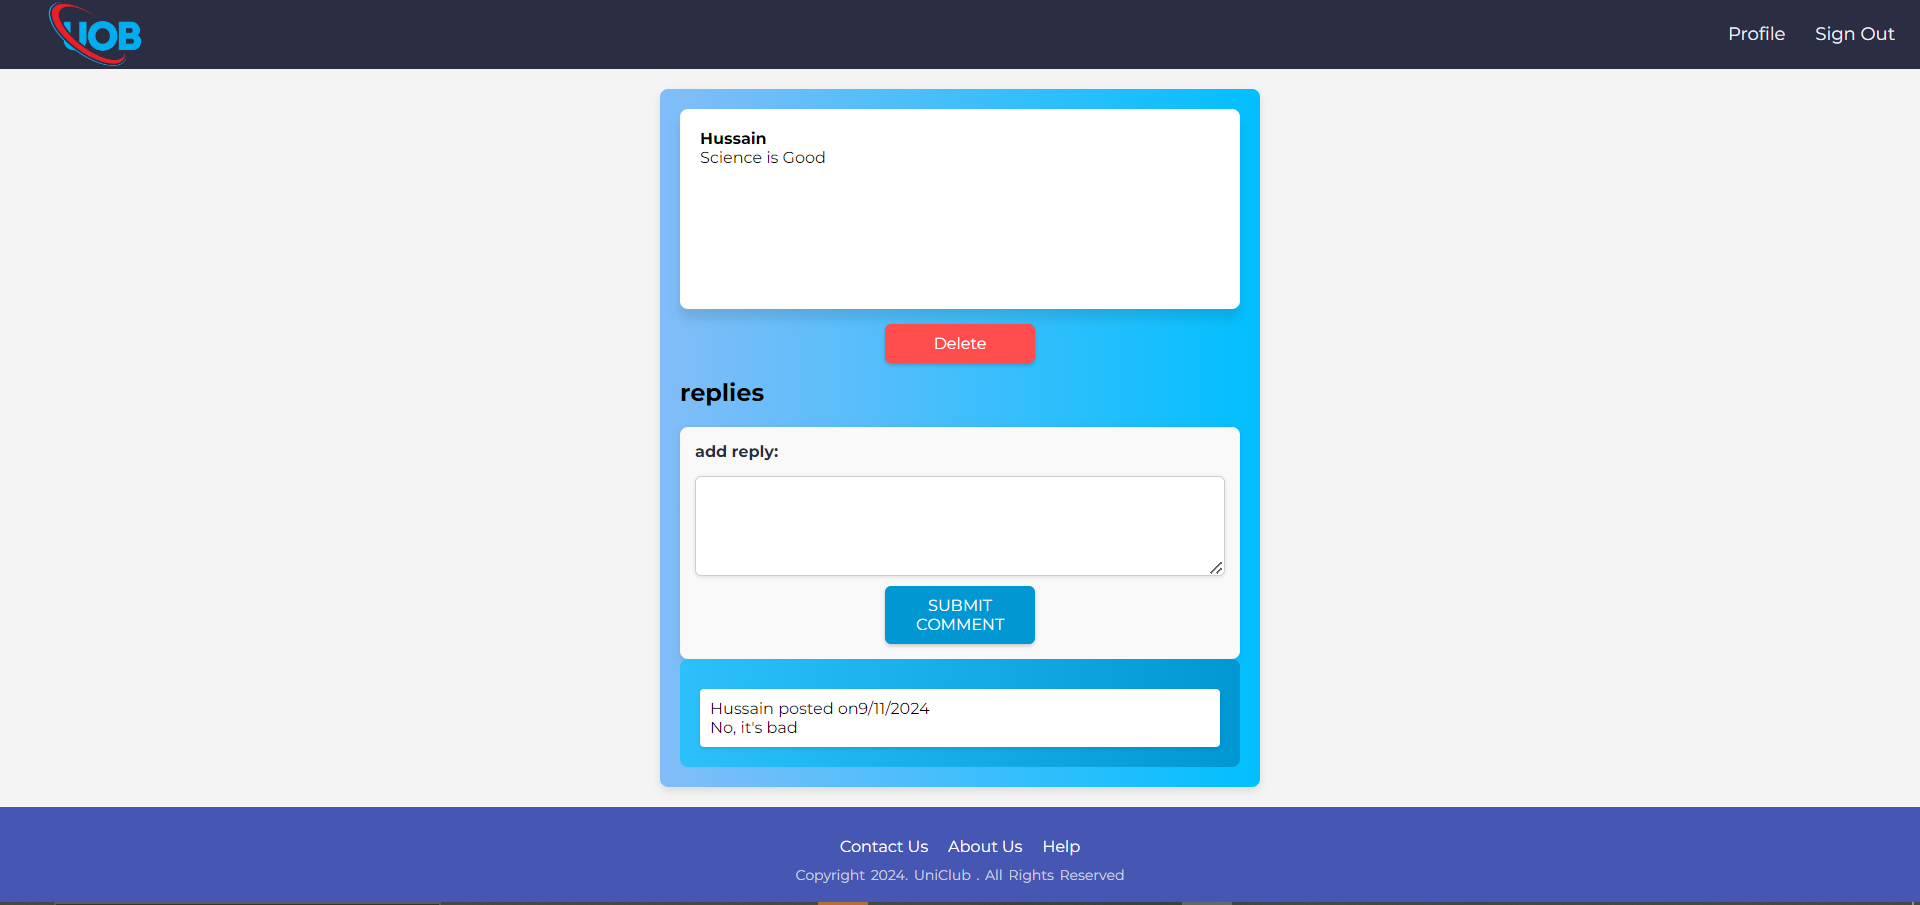 UOB
Profile
Sign Out
Hussain
Science is Good
Delete
replies
add reply:
SUBMIT
COMMENT
Hussain posted on9/11/2024
No, it's bad
Contact Us About Us Help
Copyright 2024. UniClub . All Rights Reserved